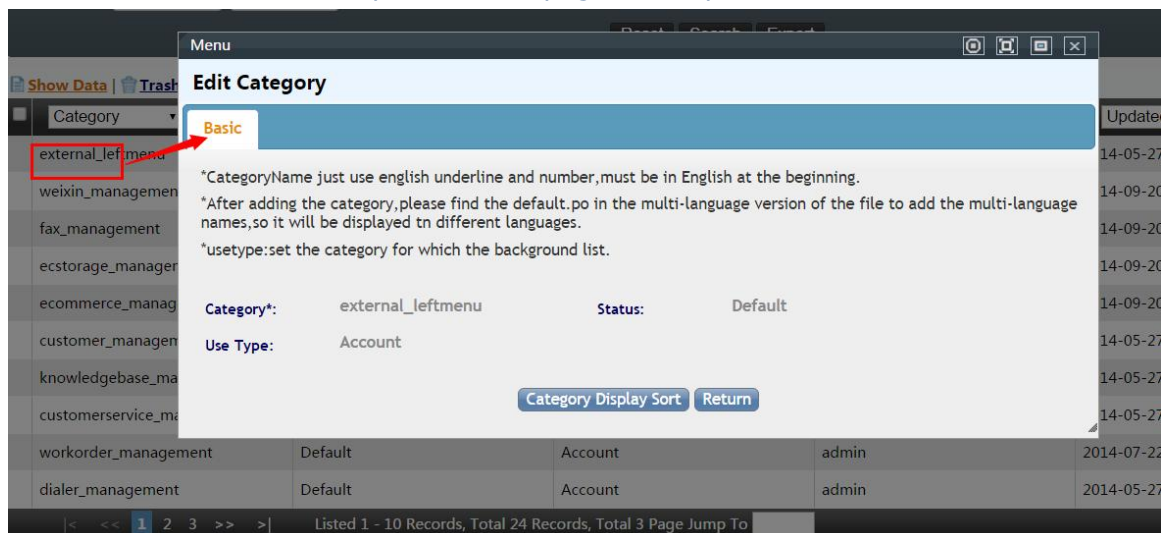 Reset Search Export
Menu
Show Data | Trash
Edit Category
Category
Basic
Update
external_leftmenu
14-05-27
*CategoryName just use english underline and number,must be in English at the beginning.
weixin_managemen
14-09-20
*After adding the category,please find the default.po in the multi-language version of the file to add the multi-language
names,so it will be displayed tn different languages.
fax_management
14-09-20
*usetype:set the category for which the background list.
ecstorage_manager
14-09-20
ecommerce_manag
14-09-20
Category*: external_leftmenu Status: Default
customer_managem
14-05-27
Use Type: Account
knowledgebase_ma
14-05-27
Category Display Sort Return
customerservice_ma
14-05-27
workorder_management Default Account admin 2014-07-22
dialer_management Default Account admin 2014-05-27
|< << 1 2 3 >> >| Listed 1 - 10 Records, Total 24 Records, Total 3 Page Jump To